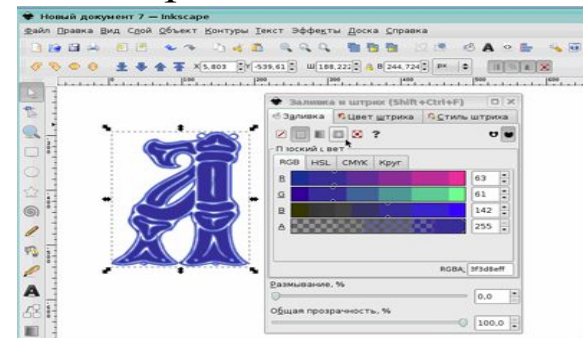 Новый документ 7 — Inkscape
Файл Правка Вид Слой Объект Контуры Текст Эффекты Доска Справка
X 5,803 Y -539,61 Ш 188,222 В 244,724 px
Заливка и штрих (Shift+Ctrl+F)
Заливка Цвет штриха Стиль штриха
?
Плоский цвет
RGB HSL CMYK Круг
R 63
G 61
B 142
A 255
RGBA: 3f3d8eff
Размывание, %
0,0
Общая прозрачность, %
100,0